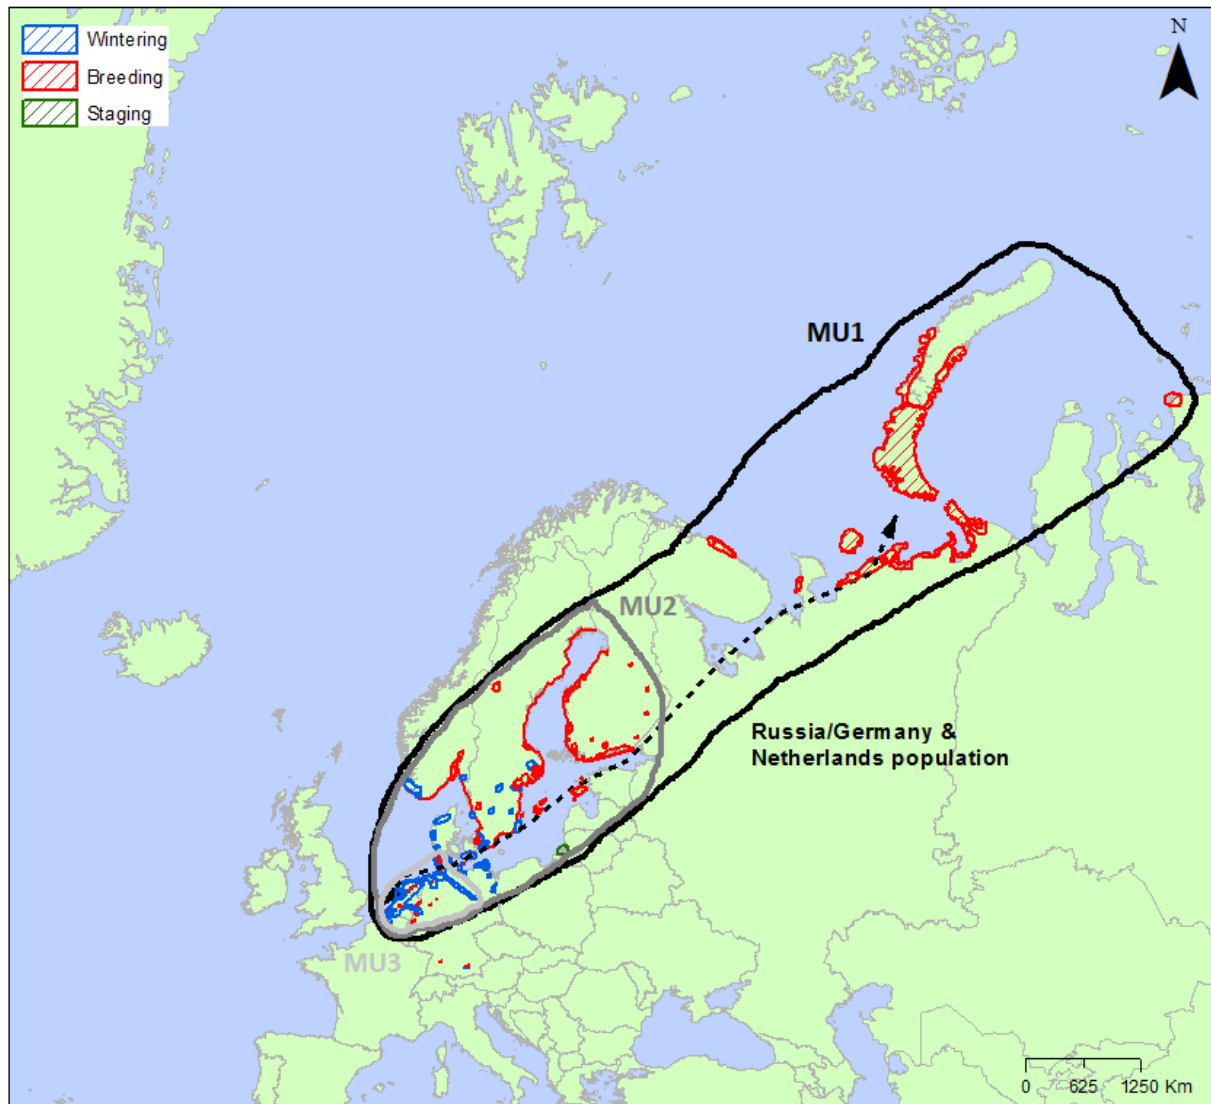 Wintering
Breeding
Staging
N
MU1
MU2
Russia/Germany &
Netherlands population
MU3
0 625 1250 Km